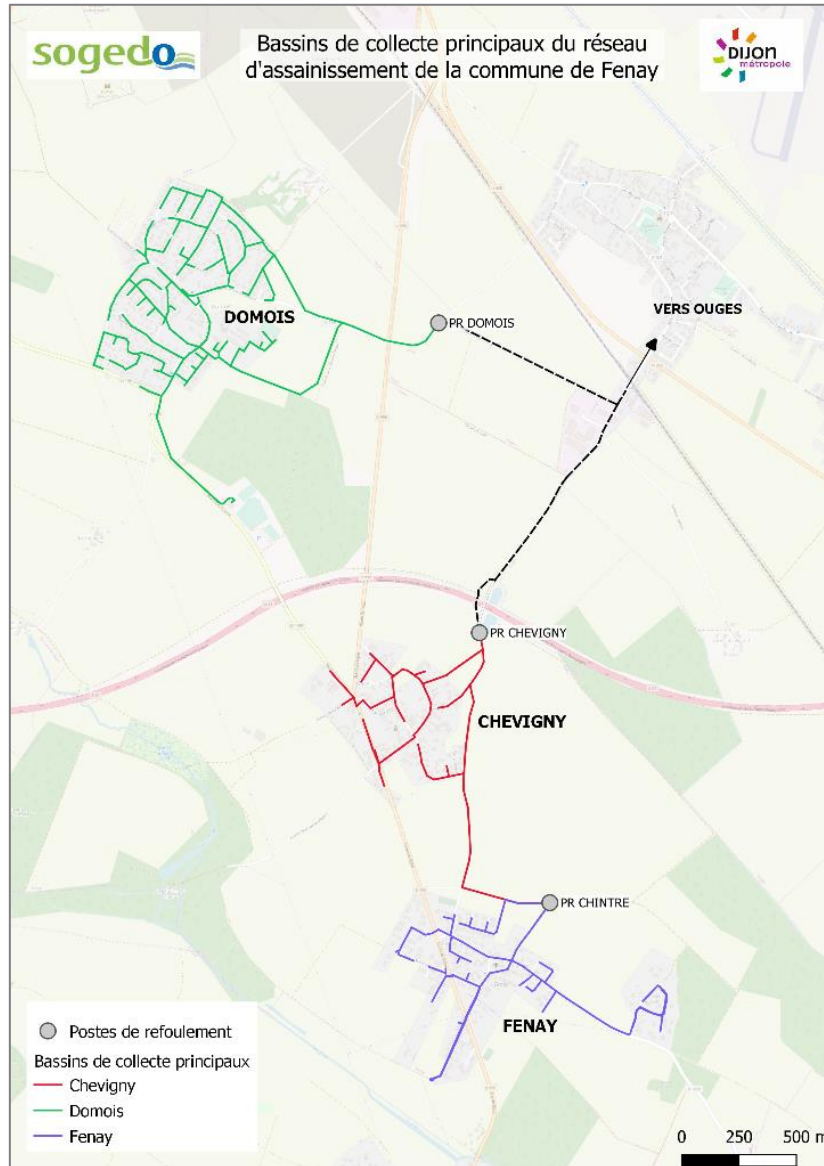 sogedo
Bassins de collecte principaux du réseau
d'assainissement de la commune de Fenay
DIJON
métropole
DOMOIS
PR DOMOIS
VERS OUGES
PR CHEVIGNY
CHEVIGNY
PR CHINTRE
FENAY
Postes de refoulement
Bassins de collecte principaux
Chevigny
Domois
Fenay
0 250 500 m